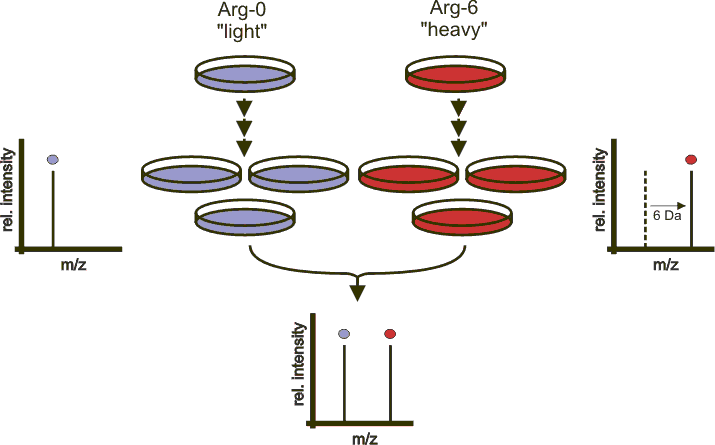 Arg-0
"light"
Arg-6
"heavy"
rel. intensity
m/z
rel. intensity
6 Da
m/z
rel. intensity
m/z